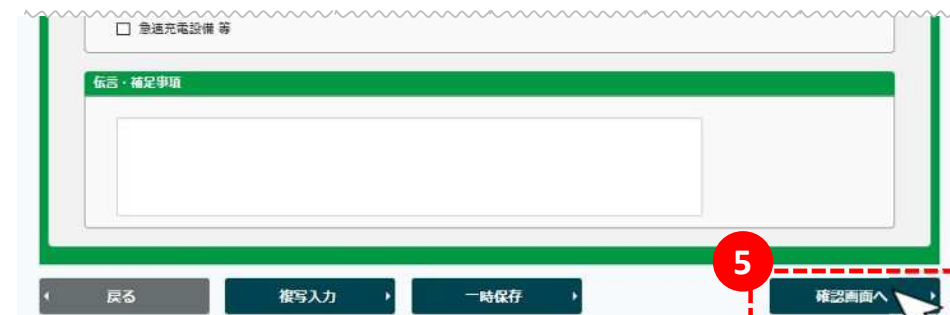 急速充電設備 等
伝言・補足事項
5
戻る
複写入力
一時保存
確認画面へ